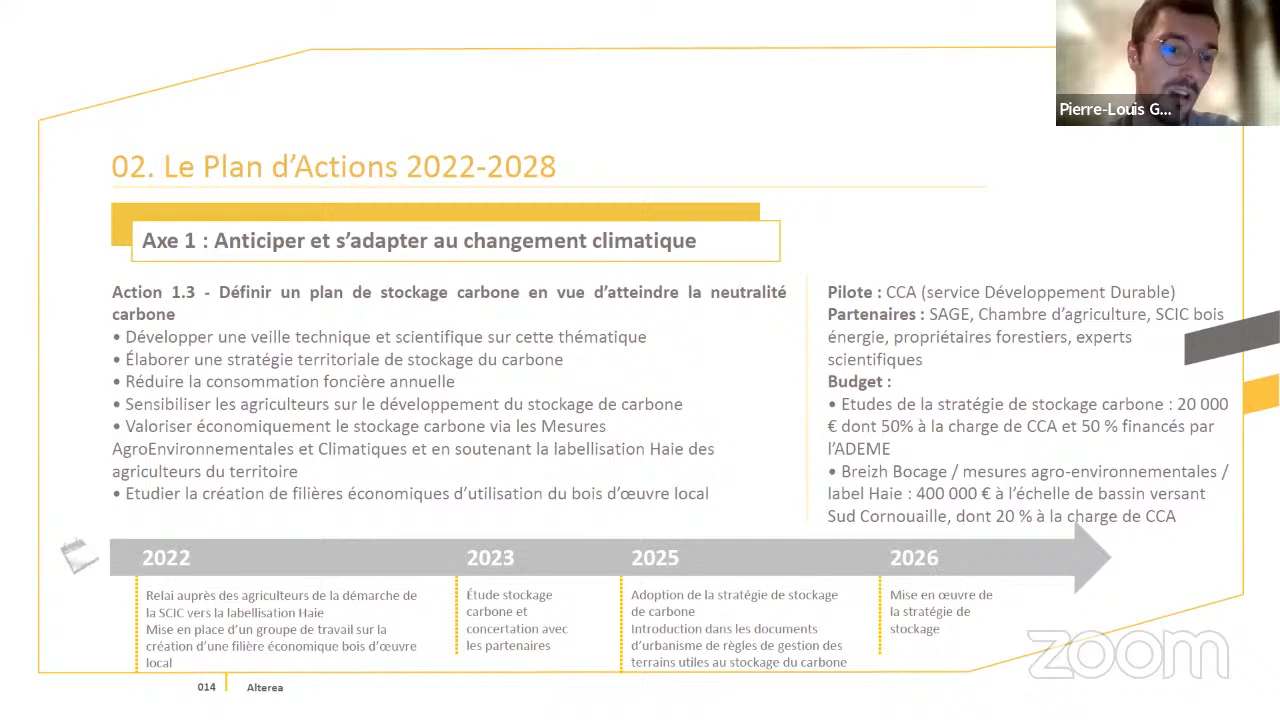 Pierre-Louis G...
02. Le Plan d’Actions 2022-2028
Axe 1 : Anticiper et s’adapter au changement climatique
Action 1.3 - Définir un plan de stockage carbone en vue d’atteindre la neutralité
carbone
• Développer une veille technique et scientifique sur cette thématique
• Élaborer une stratégie territoriale de stockage du carbone
• Réduire la consommation foncière annuelle
• Sensibiliser les agriculteurs sur le développement du stockage de carbone
• Valoriser économiquement le stockage carbone via les Mesures
AgroEnvironnementales et Climatiques et en soutenant la labellisation Haie des
agriculteurs du territoire
• Etudier la création de filières économiques d’utilisation du bois d’œuvre local
Pilote : CCA (service Développement Durable)
Partenaires : SAGE, Chambre d’agriculture, SCIC bois
énergie, propriétaires forestiers, experts
scientifiques
Budget :
• Etudes de la stratégie de stockage carbone : 20 000
€ dont 50% à la charge de CCA et 50 % financés par
l’ADEME
• Breizh Bocage / mesures agro-environnementales /
label Haie : 400 000 € à l’échelle de bassin versant
Sud Cornouaille, dont 20 % à la charge de CCA
2022
Relai auprès des agriculteurs de la démarche de
la SCIC vers la labellisation Haie
Mise en place d’un groupe de travail sur la
création d’une filière économique bois d’œuvre
local
2023
Étude stockage
carbone et
concertation avec
les partenaires
2025
Adoption de la stratégie de stockage
de carbone
Introduction dans les documents
d’urbanisme de règles de gestion des
terrains utiles au stockage du carbone
2026
Mise en œuvre de
la stratégie de
stockage
zoom
014
Alterea